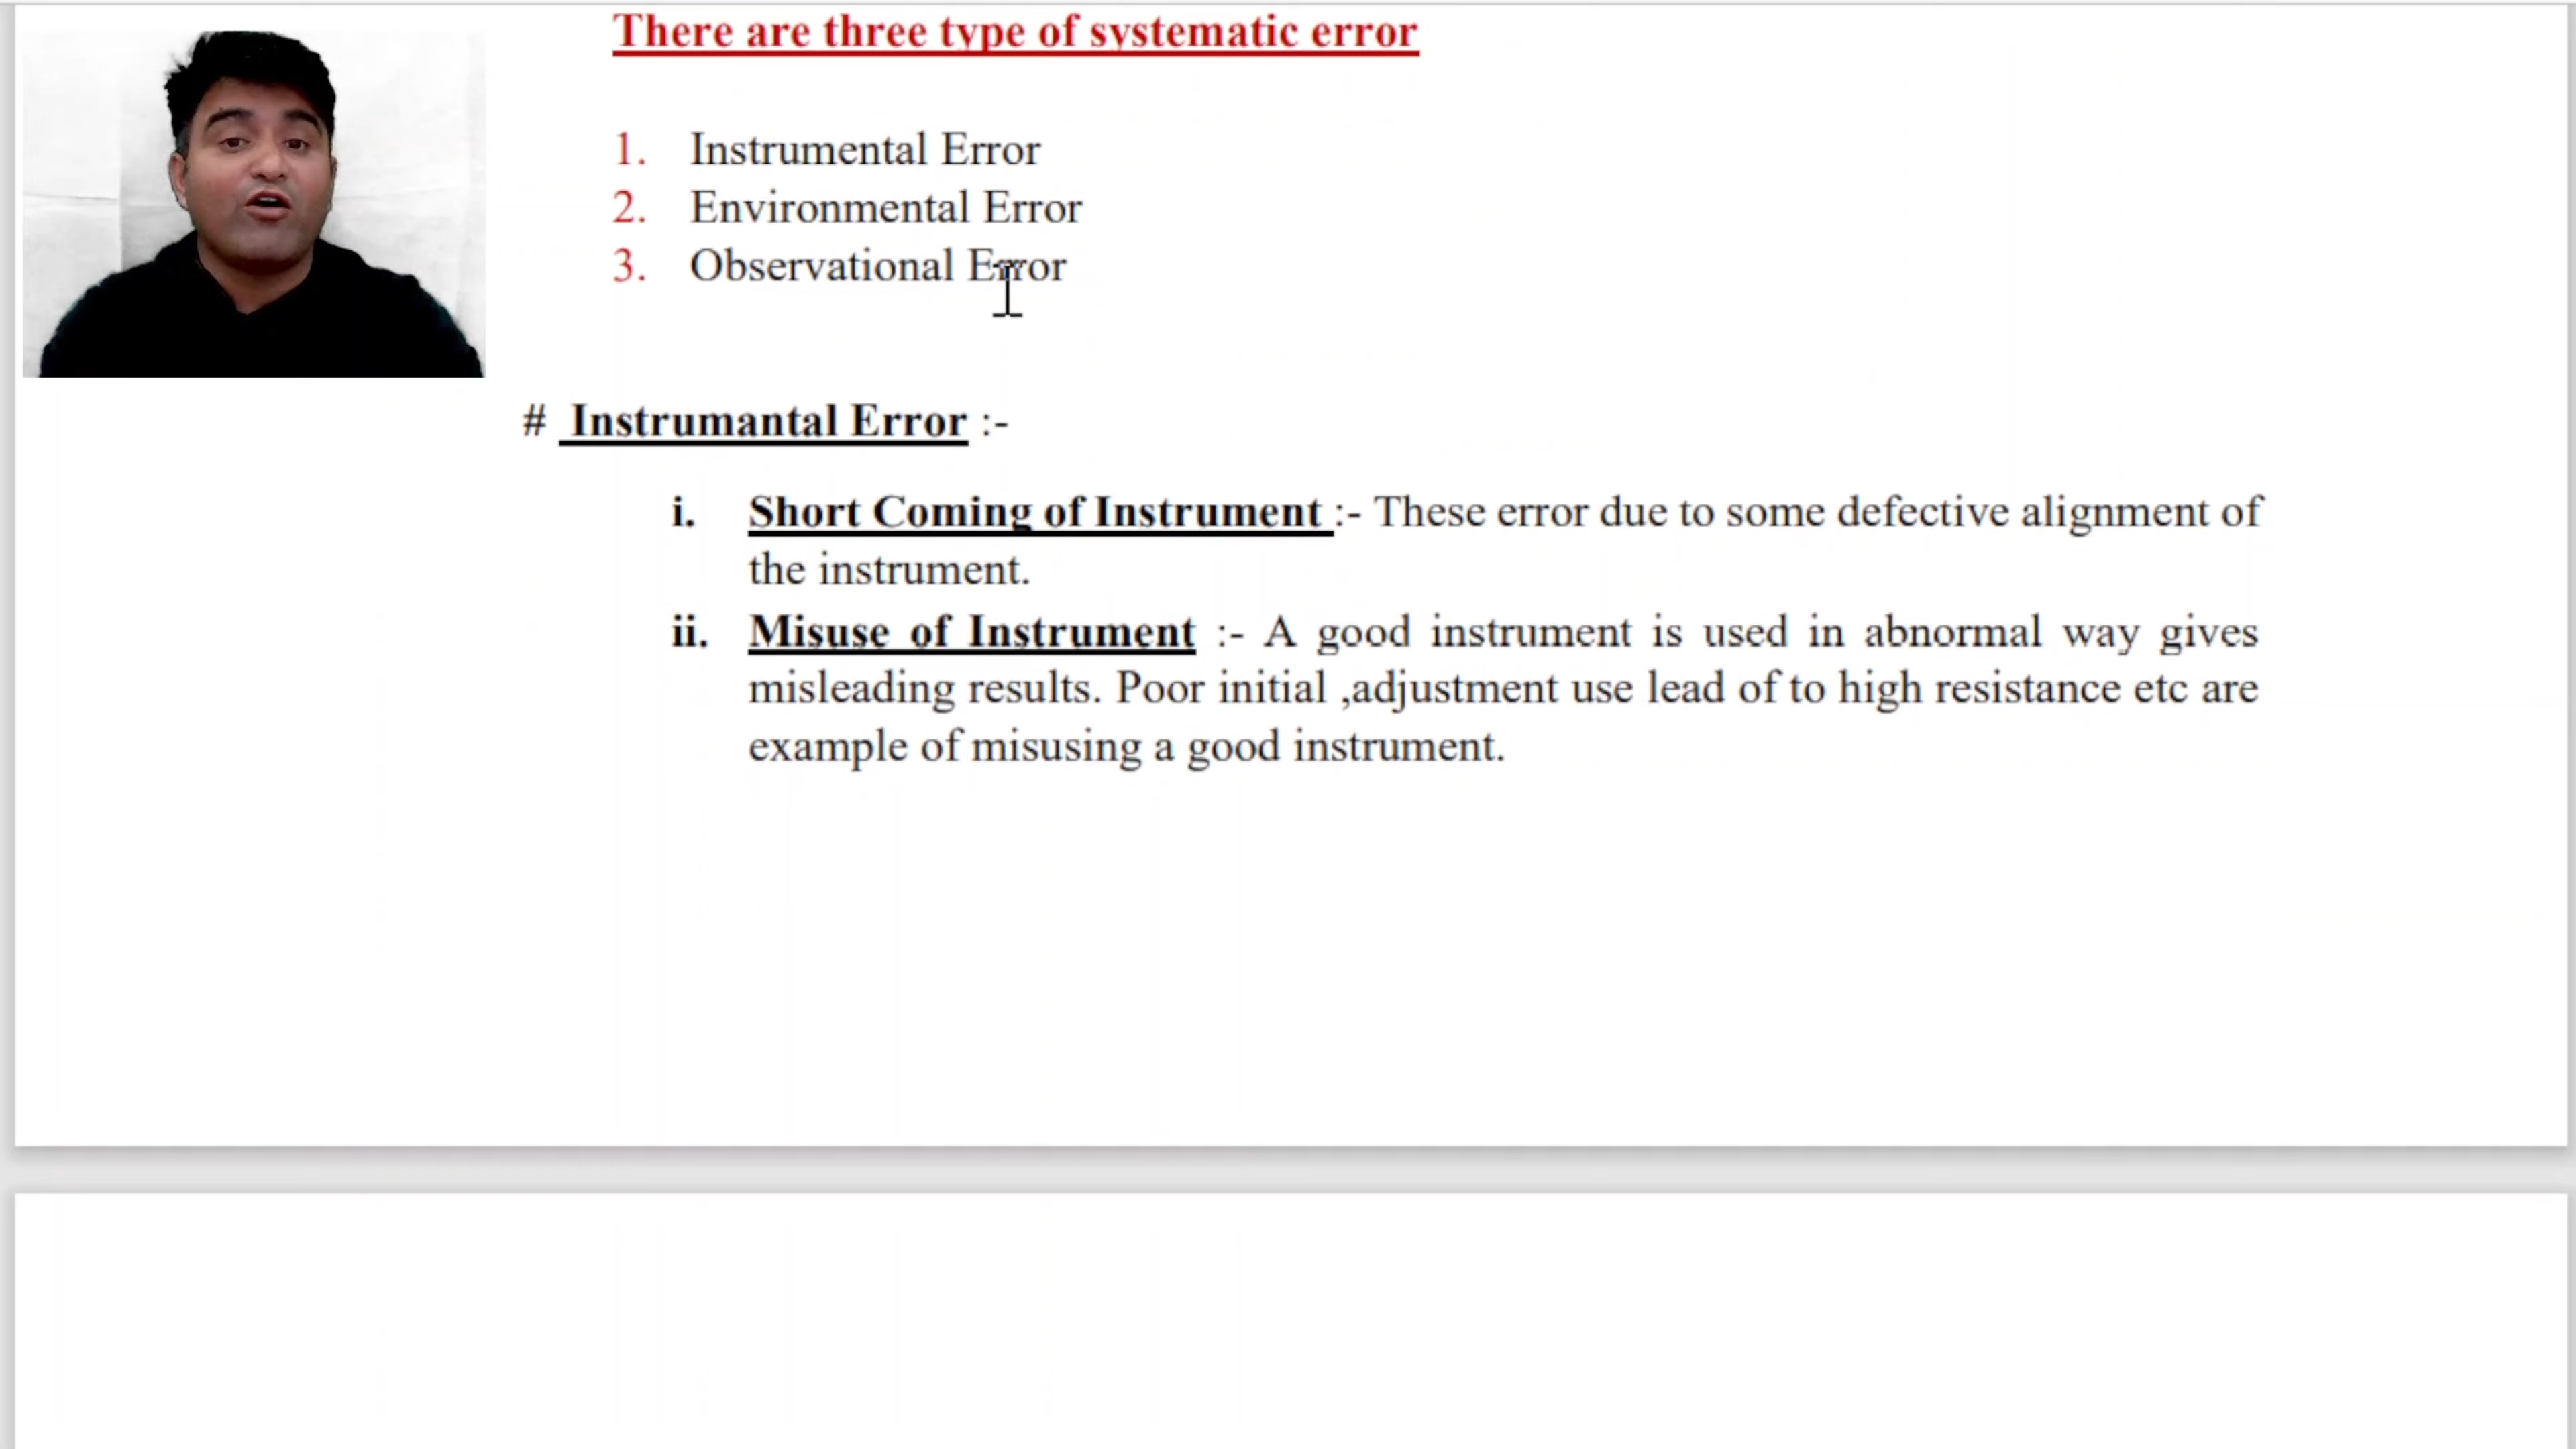 There are three type of systematic error
1. Instrumental Error
2. Environmental Error
3. Observational Error
# Instrumantal Error :-
i. Short Coming of Instrument :- These error due to some defective alignment of
the instrument.
ii. Misuse of Instrument :- A good instrument is used in abnormal way gives
misleading results. Poor initial ,adjustment use lead of to high resistance etc are
example of misusing a good instrument.